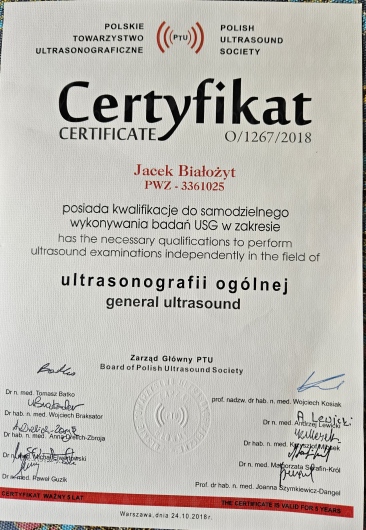 POLSKIE
TOWARZYSTWO
ULTRASONOGRAFICZNE
PTU
POLISH
ULTRASOUND
SOCIETY
Certyfikat
CERTIFICATE
O/1267/2018
Jacek Białożyt
PWZ - 3361025
posiada kwalifikacje do samodzielnego
wykonywania badań USG w zakresie
has the necessary qualifications to perform
ultrasound examinations independently in the field of
ultrasonografii ogólnej
general ultrasound
Zarząd Główny PTU
Board of Polish Ultrasound Society
Dr n. med. Tomasz Batko
prof. nadzw. dr hab. n. med. Wojciech Kosiak
Dr hab. n. med. Wojciech Braksator
A Lewicki
Dr n. med. Andrzej Lewicki
Dr hab. n. med. Anna
Zbroja
Dr hab. n. med.
Dr n. med. Małgorzata Serafin-Król
Dr n. med. Paweł Guzik
Prof. dr hab. n. med. Joanna Szymkiewicz-Dangel
CERTYFIKAT WAŻNY 5 LAT
THE CERTIFICATE IS VALID FOR 5 YEARS
Warszawa, dnia 24.10.2018 r.